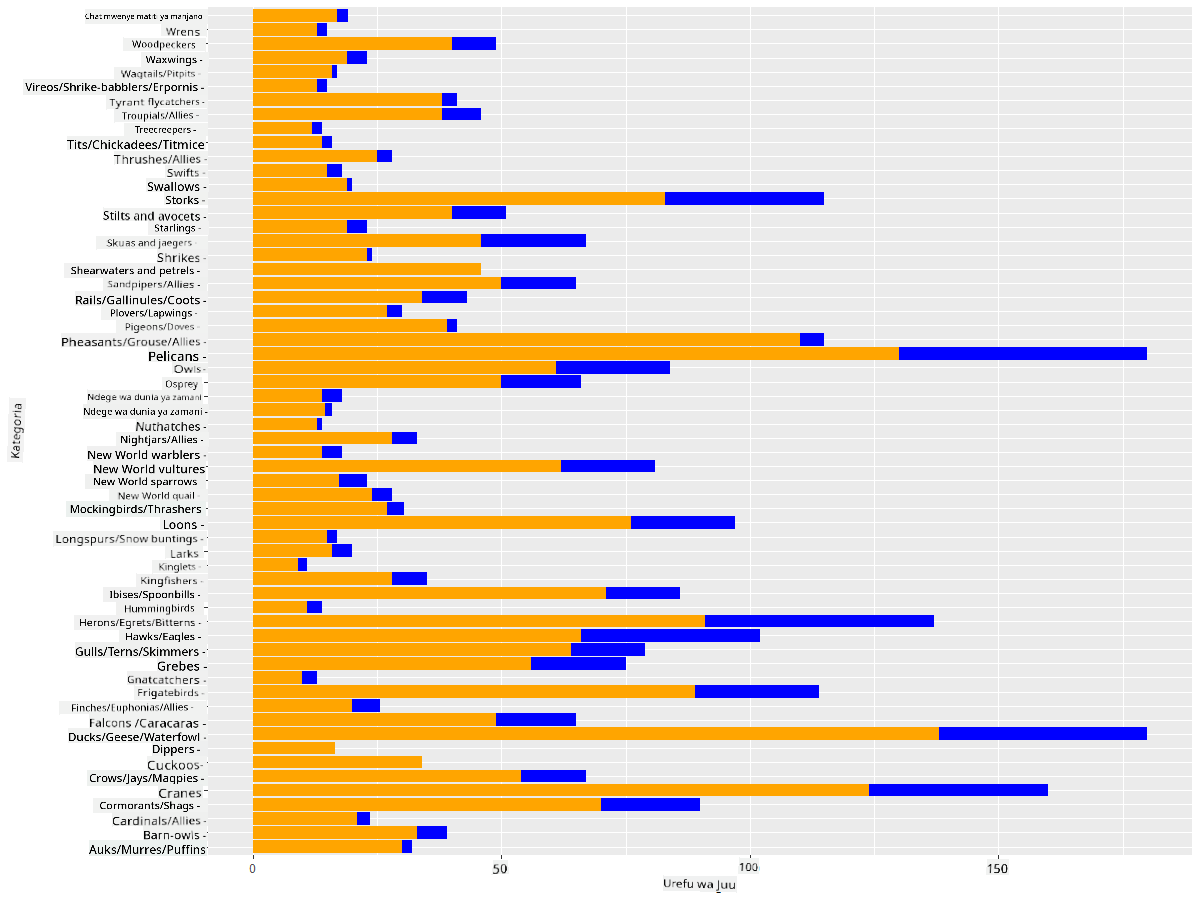 Chat mwenye matiti ya manjano
Wrens
Woodpeckers -
Waxwings -
Wagtails/Pitpits -
Vireos/Shrike-babblers/Erpornis -
Tyrant flycatchers -
Troupials/Allies -
Treecreepers -
Tits/Chickadees/Titmice
Thrushes/Allies -
Swifts -
Swallows -
Storks -
Stilts and avocets -
Starlings -
Skuas and jaegers -
Shrikes -
Shearwaters and petrels -
Sandpipers/Allies -
Rails/Gallinules/Coots -
Plovers/Lapwings -
Pigeons/Doves -
Pheasants/Grouse/Allies -
Pelicans -
Owls-
Osprey
Ndege wa dunia ya zamani
Ndege wa dunia ya zamani -
Nuthatches -
Nightjars/Allies -
New World warblers -
New World vultures
New World sparrows
New World quail -
Mockingbirds/Thrashers
Loons -
Longspurs/Snow buntings -
Larks
Kinglets -
Kingfishers -
Ibises/Spoonbills -
Hummingbirds
Herons/Egrets/Bitterns -
Hawks/Eagles -
Gulls/Terns/Skimmers -
Grebes -
Gnatcatchers -
Frigatebirds -
Finches/Euphonias/Allies -
Falcons /Caracaras -
Ducks/Geese/Waterfowl -
Dippers -
Cuckoos-
Crows/Jays/Magpies -
Cranes
Cormorants/Shags -
Cardinals/Allies -
Barn-owls -
Auks/Murres/Puffins
Kategoria
0 50 100 150
Urefu wa Juu